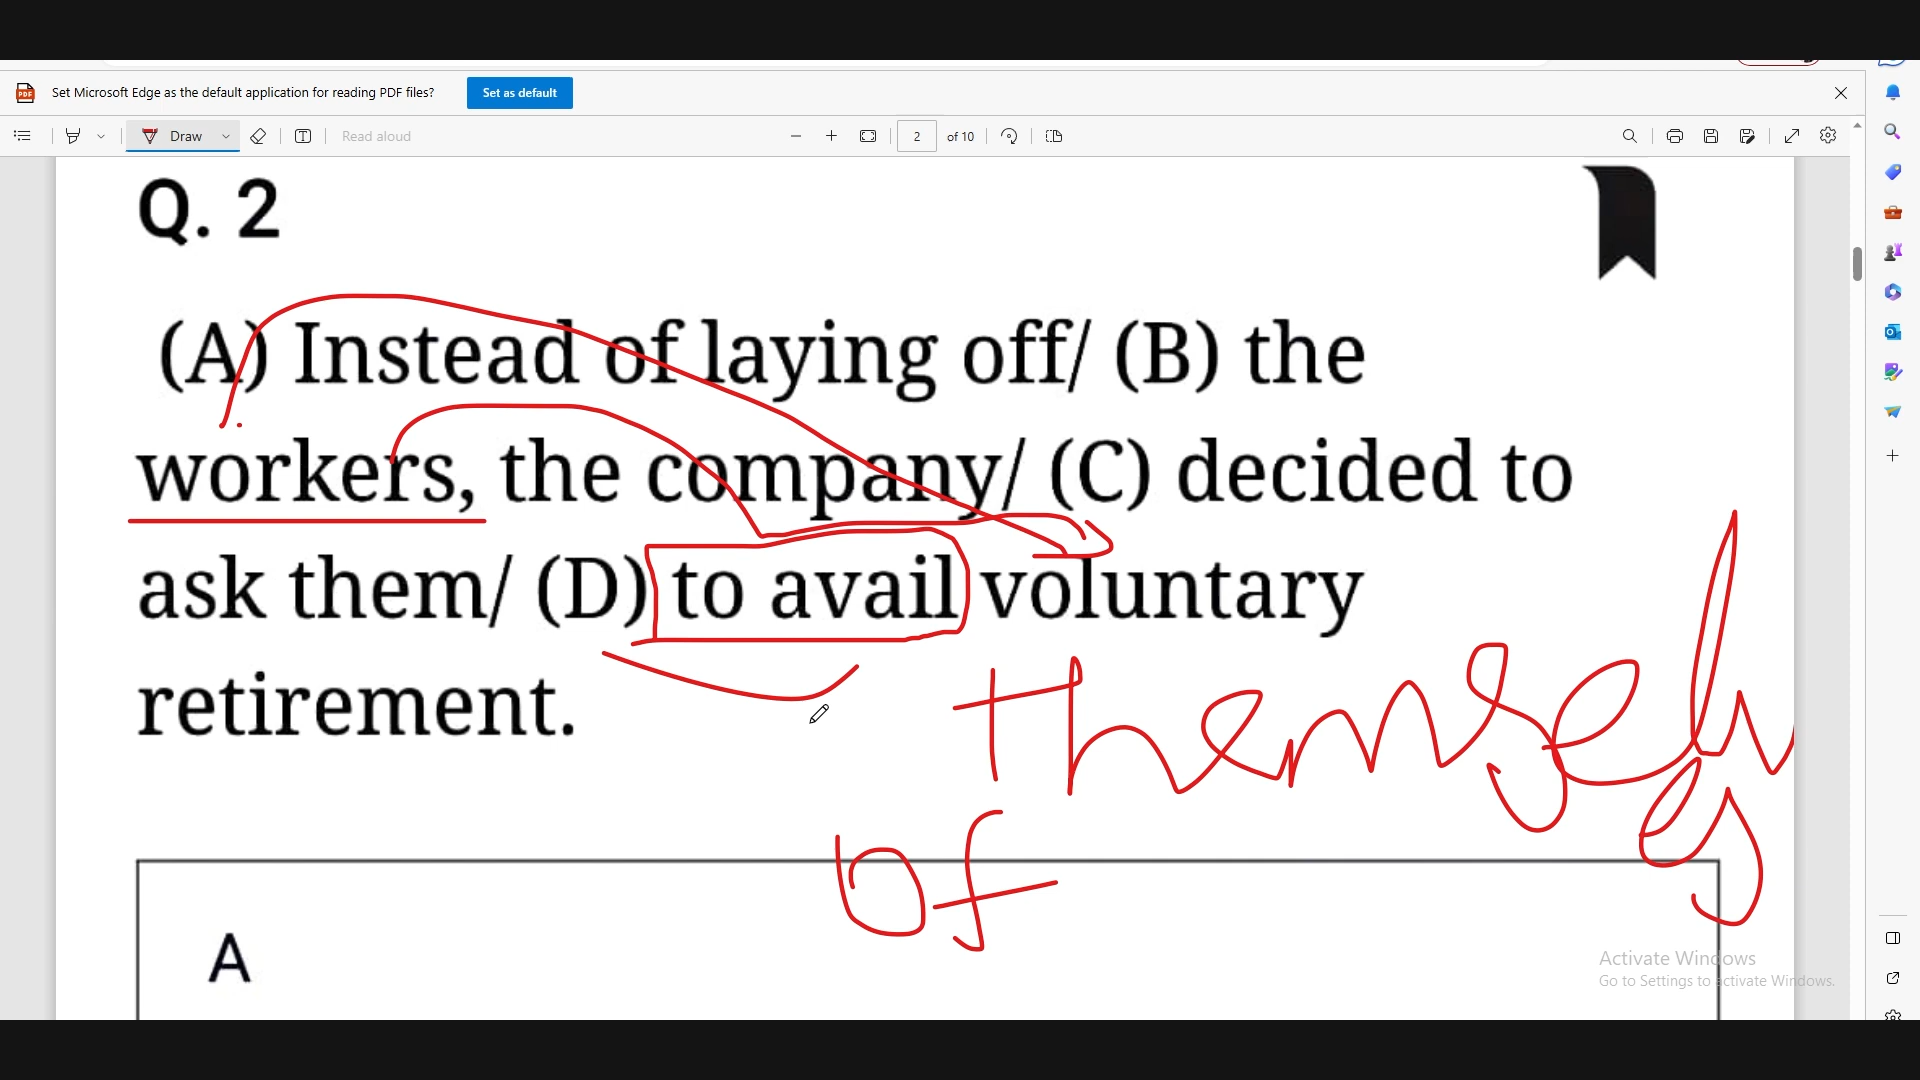 Set Microsoft Edge as the default application for reading PDF files?
Set as default
Draw
Read aloud
2
of 10
Q. 2
(A) Instead of laying off/ (B) the
workers, the company/ (C) decided to
ask them/ (D) to avail voluntary
retirement.
themselves
of
A
Activate Windows
Go to Settings to activate Windows.